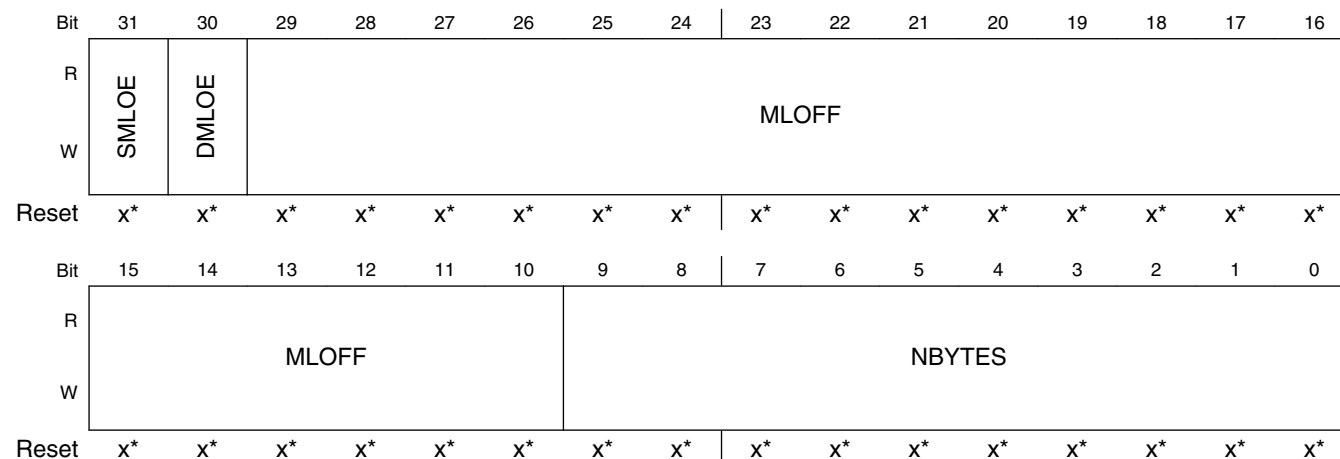 Bit 31 30 29 28 27 26 25 24 23 22 21 20 19 18 17 16
R
SMLOE DMLOE MLOFF
W
Reset x* x* x* x* x* x* x* x* x* x* x* x* x* x* x* x*
Bit 15 14 13 12 11 10 9 8 7 6 5 4 3 2 1 0
R
MLOFF NBYTES
W
Reset x* x* x* x* x* x* x* x* x* x* x* x* x* x* x* x*